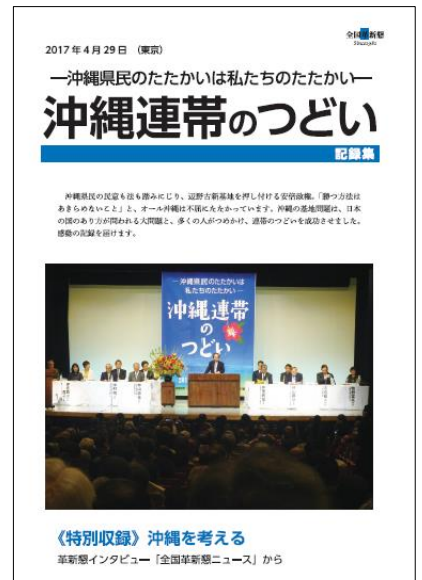 全国革新懇
2017年4月29日 (東京)
―沖縄県民のたたかいは私たちのたたかい―
沖縄連帯のつどい
記録集
沖縄県民の民意も法も踏みにじり、辺野古新基地を押し付ける安倍政権。「勝つ方法は
あきらめないこと」と、オール沖縄は不屈にたたかっています。沖縄の基地問題は、日本
の国のあり方が問われる大問題と、多くの人がつめかけ、連帯のつどいを成功させました。
感動の記録を届けます。
―沖縄県民のたたかいは
私たちのたたかい―
沖縄連帯
の
つどい
《特別収録》沖縄を考える
革新懇インタビュー「全国革新懇ニュース」から